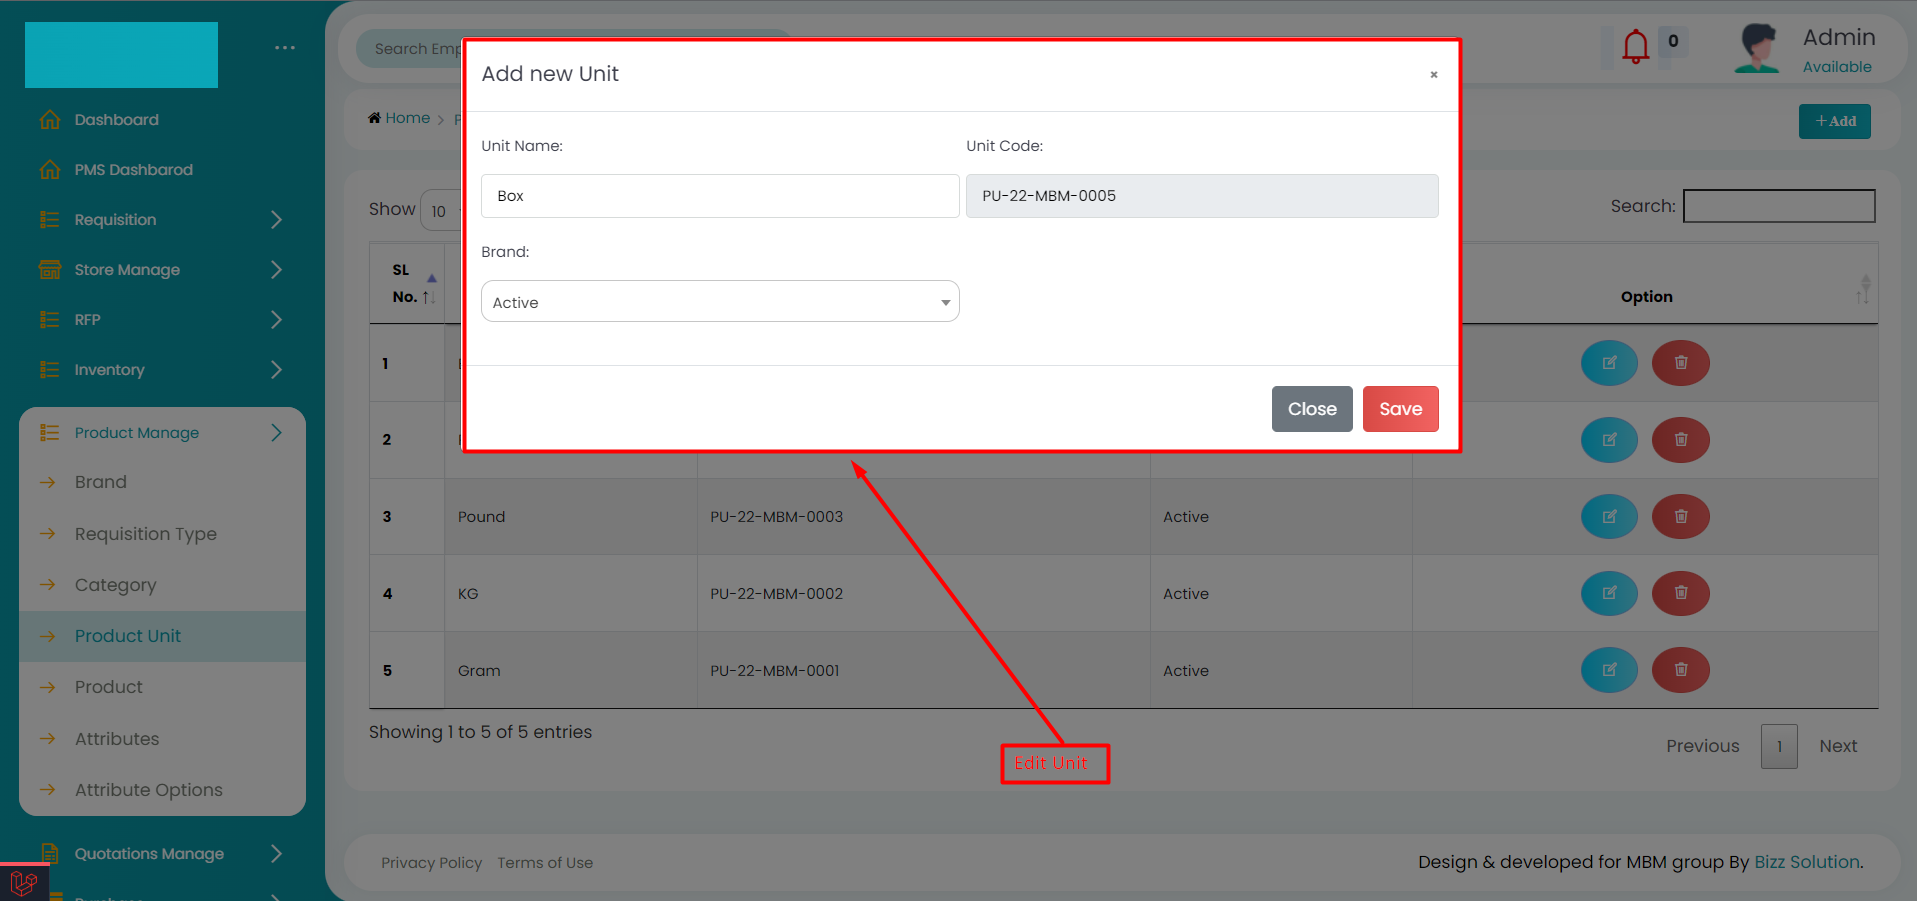 ...
Search Emp
0
Admin
Available
Dashboard
Home >
+ Add
PMS Dashbarod
Requisition
Store Manage
RFP
Inventory
Product Manage
Brand
Requisition Type
Category
Product Unit
Product
Attributes
Attribute Options
Quotations Manage
Add new Unit
×
Unit Name:
Unit Code:
Box
PU-22-MBM-0005
Brand:
Active
Close
Save
Show 10
Search:
SL No.
Option
1
2
3 Pound PU-22-MBM-0003 Active
4 KG PU-22-MBM-0002 Active
5 Gram PU-22-MBM-0001 Active
Showing 1 to 5 of 5 entries
Previous 1 Next
Edit Unit
Privacy Policy Terms of Use
Design & developed for MBM group By Bizz Solution.